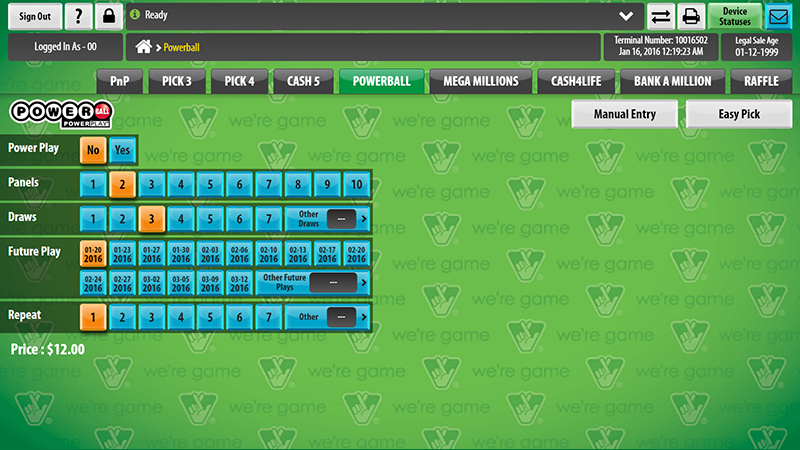 Sign Out ? Ready Device Statuses
Logged In As - 00 > Powerball Terminal Number: 10016502 Jan 16, 2016 12:19:23 AM Legal Sale Age 01-12-1999
PnP PICK 3 PICK 4 CASH 5 POWERBALL MEGA MILLIONS CASH4LIFE BANK A MILLION RAFFLE
POWER BALL POWERPLAY Manual Entry Easy Pick
Power Play No Yes
Panels 1 2 3 4 5 6 7 8 9 10
Draws 1 2 3 4 5 6 7 Other Draws --- >
Future Play 01-20 2016 01-23 2016 01-27 2016 01-30 2016 02-03 2016 02-06 2016 02-10 2016 02-13 2016 02-17 2016 02-20 2016
02-24 2016 02-27 2016 03-02 2016 03-05 2016 03-09 2016 03-12 2016 Other Future Plays --- >
Repeat 1 2 3 4 5 6 7 Other --- >
Price : $12.00
we're game